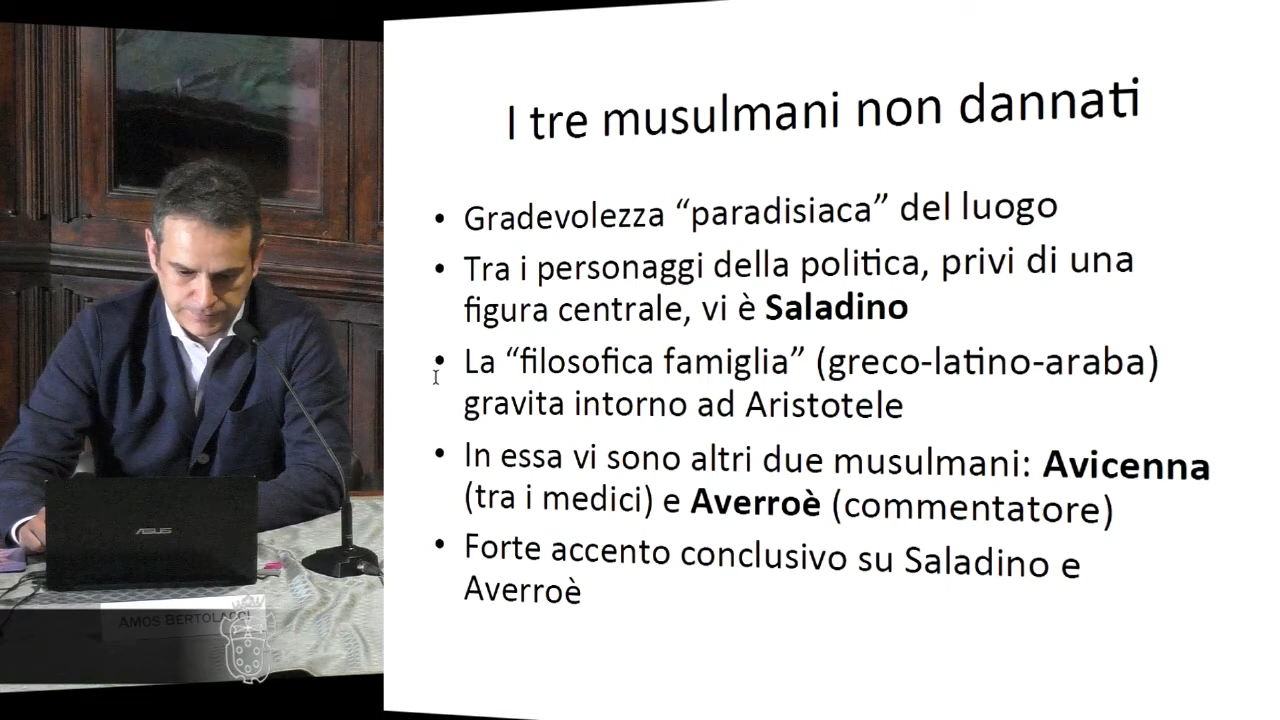 I tre musulmani non dannati
• Gradevolezza “paradisiaca” del luogo
• Tra i personaggi della politica, privi di una
figura centrale, vi è Saladino
• La “filosofica famiglia” (greco-latino-araba)
gravita intorno ad Aristotele
• In essa vi sono altri due musulmani: Avicenna
(tra i medici) e Averroè (commentatore)
• Forte accento conclusivo su Saladino e
Averroè
ASUS
AMOS BERTOLACCI